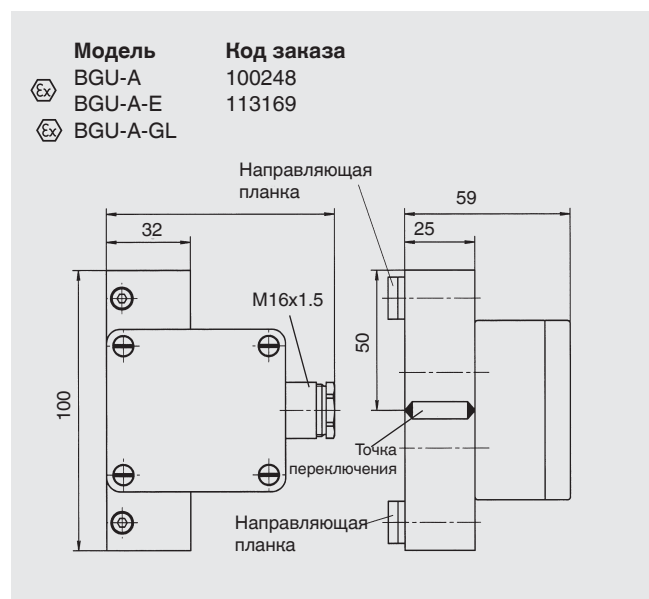 Модель Код заказа
BGU-A 100248
BGU-A-E 113169
BGU-A-GL
Направляющая
планка
59
32
25
M16x1.5
50
100
Точка
переключения
Направляющая
планка